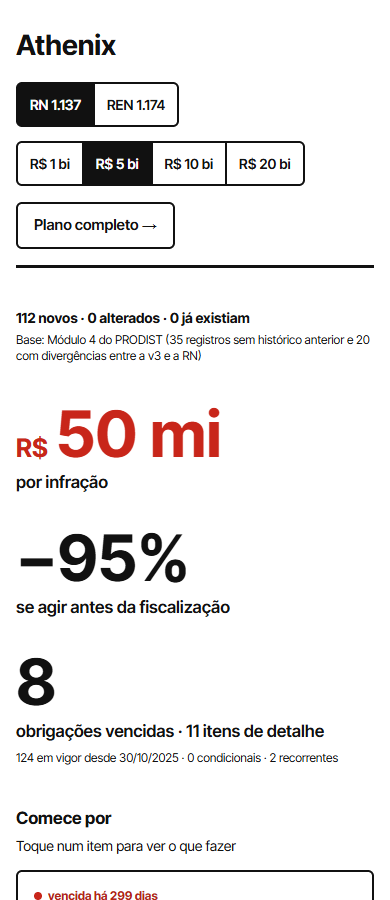 Athenix
RN 1.137
REN 1.174
R$ 1 bi
R$ 5 bi
R$ 10 bi
R$ 20 bi
Plano completo →
112 novos · 0 alterados · 0 já existiam
Base: Módulo 4 do PRODIST (35 registros sem histórico anterior e 20
com divergências entre a v3 e a RN)
R$ 50 mi
por infração
–95%
se agir antes da fiscalização
8
obrigações vencidas · 11 itens de detalhe
124 em vigor desde 30/10/2025 · 0 condicionais · 2 recorrentes
Comece por
Toque num item para ver o que fazer
vencida há 299 dias